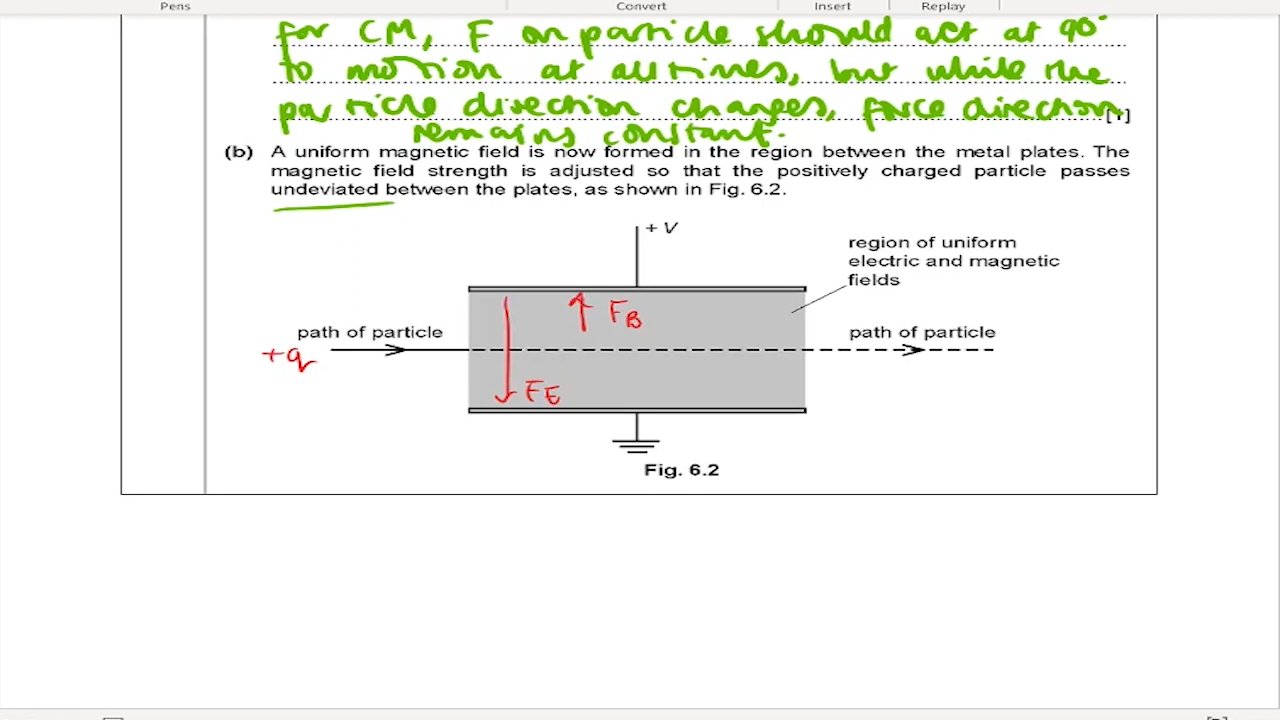 Pens Convert Insert Replay
for CM, F on particle should act at 90°
to motion at all times, but while the
particle direction changes, force direction
remains constant. [1]
(b) A uniform magnetic field is now formed in the region between the metal plates. The
magnetic field strength is adjusted so that the positively charged particle passes
undeviated between the plates, as shown in Fig. 6.2.
+ V
region of uniform
electric and magnetic
fields
FB
path of particle
path of particle
+q
FE
Fig. 6.2